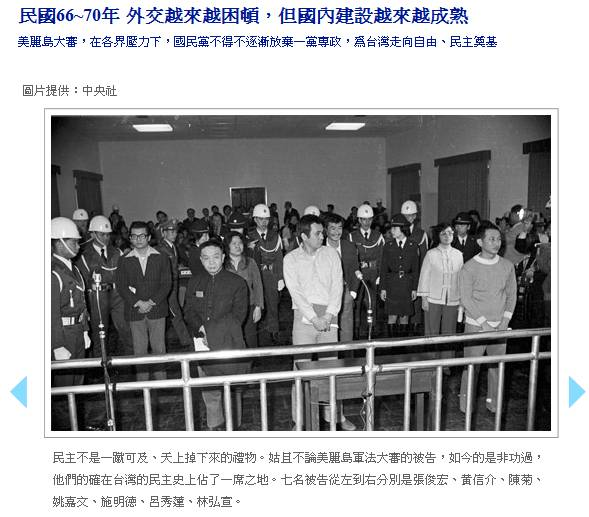 民國66~70年 外交越來越困頓，但國內建設越來越成熟
美麗島大審，在各界壓力下，國民黨不得不逐漸放棄一黨專政，為台灣走向自由、民主奠基
圖片提供：中央社
民主不是一蹴可及、天上掉下來的禮物。姑且不論美麗島軍法大審的被告，如今的是非功過，
他們的確在台灣的民主史上佔了一席之地。七名被告從左到右分別是張俊宏、黃信介、陳菊、
姚嘉文、施明德、呂秀蓮、林弘宣。